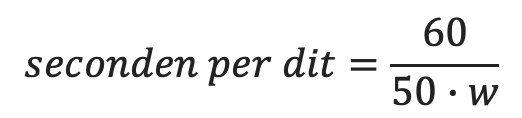 seconden per dit = 60 / 50 · w